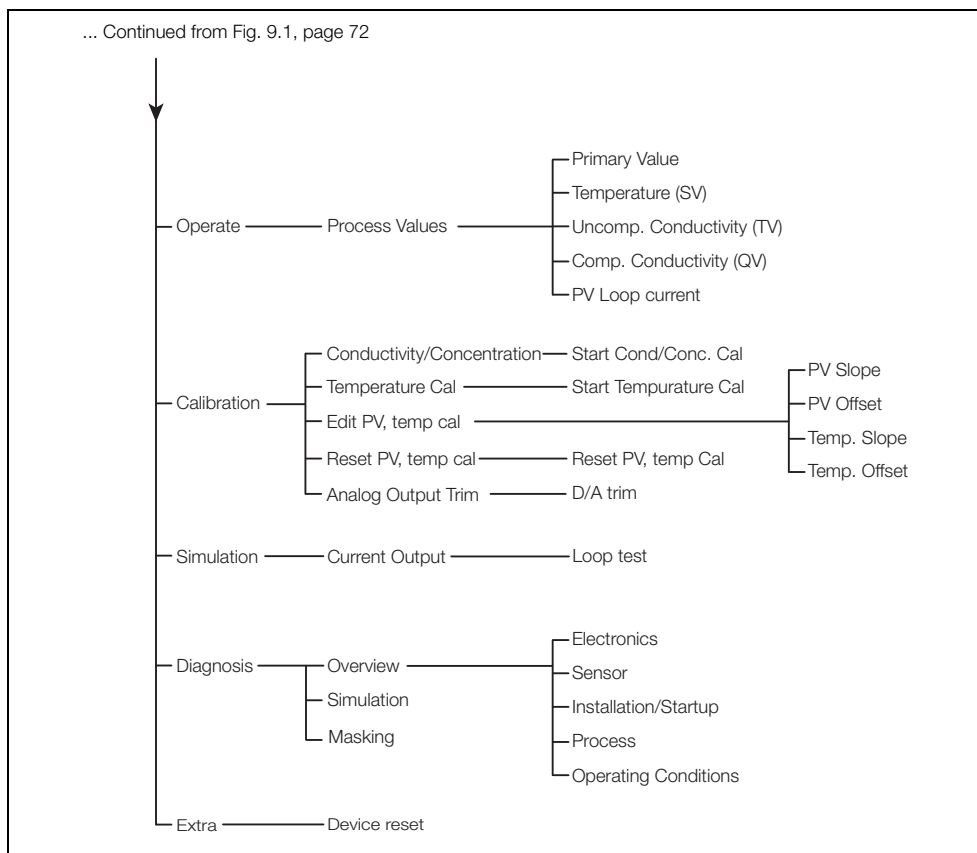 ... Continued from Fig. 9.1, page 72
Operate
Process Values
Primary Value
Temperature (SV)
Uncomp. Conductivity (TV)
Comp. Conductivity (QV)
PV Loop current
Calibration
Conductivity/Concentration
Start Cond/Conc. Cal
Temperature Cal
Start Tempurature Cal
Edit PV, temp cal
PV Slope
PV Offset
Temp. Slope
Temp. Offset
Reset PV, temp cal
Reset PV, temp Cal
Analog Output Trim
D/A trim
Simulation
Current Output
Loop test
Diagnosis
Overview
Electronics
Sensor
Installation/Startup
Process
Operating Conditions
Simulation
Masking
Extra
Device reset